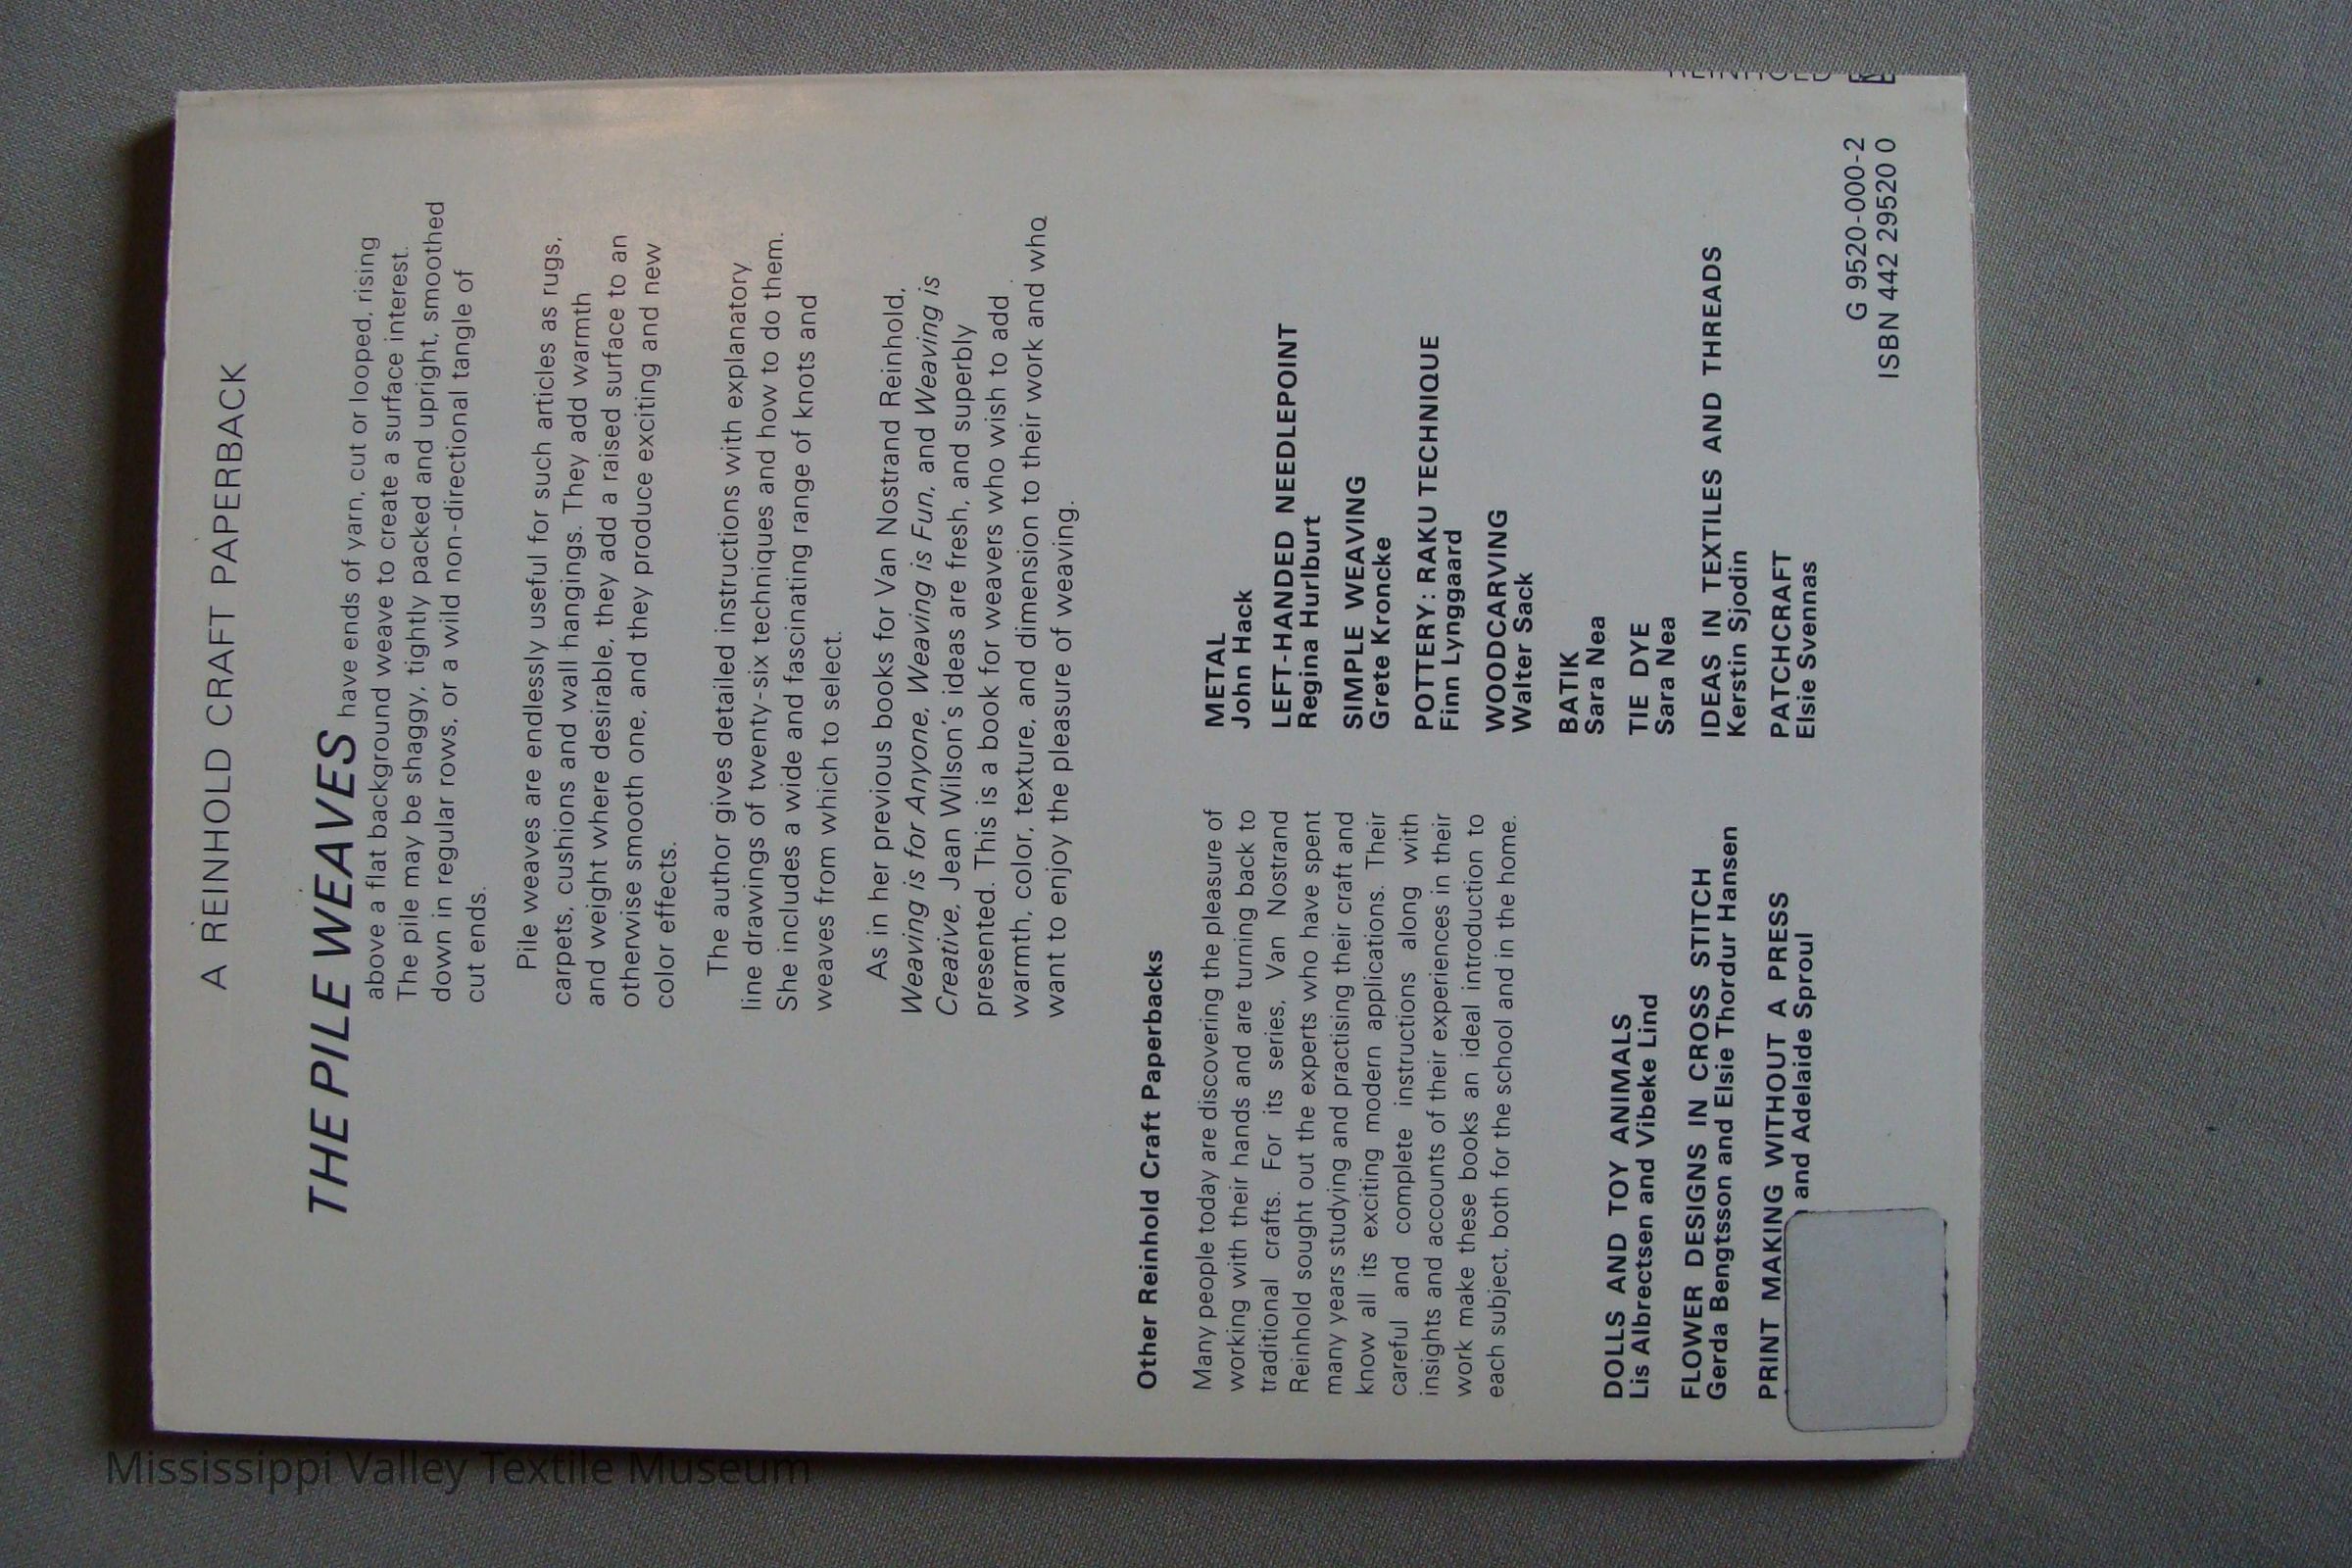 A REINHOLD CRAFT PAPERBACK
THE PILE WEAVES have ends of yarn, cut or looped, rising
above a flat background weave to create a surface interest.
The pile may be shaggy, tightly packed and upright, smoothed
down in regular rows, or a wild non-directional tangle of
cut ends.
Pile weaves are endlessly useful for such articles as rugs,
carpets, cushions and wall hangings. They add warmth
and weight where desirable, they add a raised surface to an
otherwise smooth one, and they produce exciting and new
color effects.
The author gives detailed instructions with explanatory
line drawings of twenty-six techniques and how to do them.
She includes a wide and fascinating range of knots and
weaves from which to select.
As in her previous books for Van Nostrand Reinhold,
Weaving is for Anyone, Weaving is Fun, and Weaving is
Creative, Jean Wilson's ideas are fresh, and superbly
presented. This is a book for weavers who wish to add
warmth, color, texture, and dimension to their work and who
want to enjoy the pleasure of weaving.
Other Reinhold Craft Paperbacks
Many people today are discovering the pleasure of
working with their hands and are turning back to
traditional crafts. For its series, Van Nostrand
Reinhold sought out the experts who have spent
many years studying and practising their craft and
know all its exciting modern applications. Their
careful and complete instructions along with
insights and accounts of their experiences in their
work make these books an ideal introduction to
each subject, both for the school and in the home.
DOLLS AND TOY ANIMALS
Lis Albrectsen and Vibeke Lind
FLOWER DESIGNS IN CROSS STITCH
Gerda Bengtsson and Elsie Thordur Hansen
PRINT MAKING WITHOUT A PRESS
and Adelaide Sproul
METAL
John Hack
LEFT-HANDED NEEDLEPOINT
Regina Hurlburt
SIMPLE WEAVING
Grete Kroncke
POTTERY: RAKU TECHNIQUE
Finn Lynggaard
WOODCARVING
Walter Sack
BATIK
Sara Nea
TIE DYE
Sara Nea
IDEAS IN TEXTILES AND THREADS
Kerstin Sjodin
PATCHCRAFT
Elsie Svennas
G 9520-000-2
ISBN 442 29520 0
REINHOLD
Mississippi Valley Textile Museum